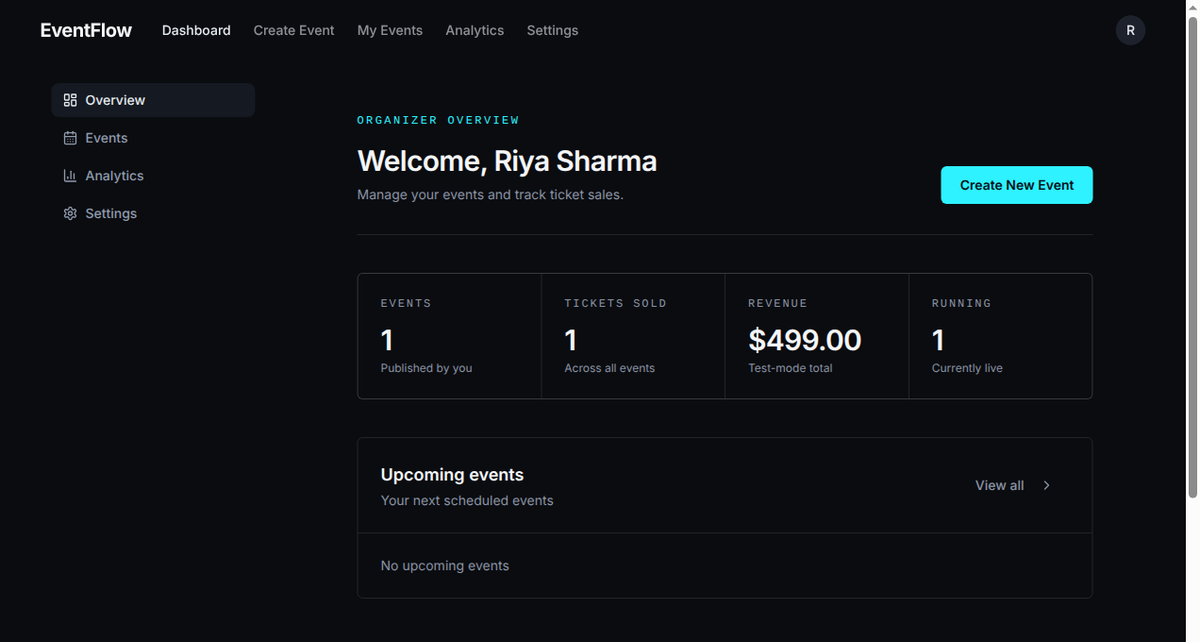 EventFlow Dashboard Create Event My Events Analytics Settings R
Overview
Events
Analytics
Settings
ORGANIZER OVERVIEW
Welcome, Riya Sharma
Manage your events and track ticket sales.
Create New Event
EVENTS
1
Published by you
TICKETS SOLD
1
Across all events
REVENUE
$499.00
Test-mode total
RUNNING
1
Currently live
Upcoming events
Your next scheduled events
View all
No upcoming events